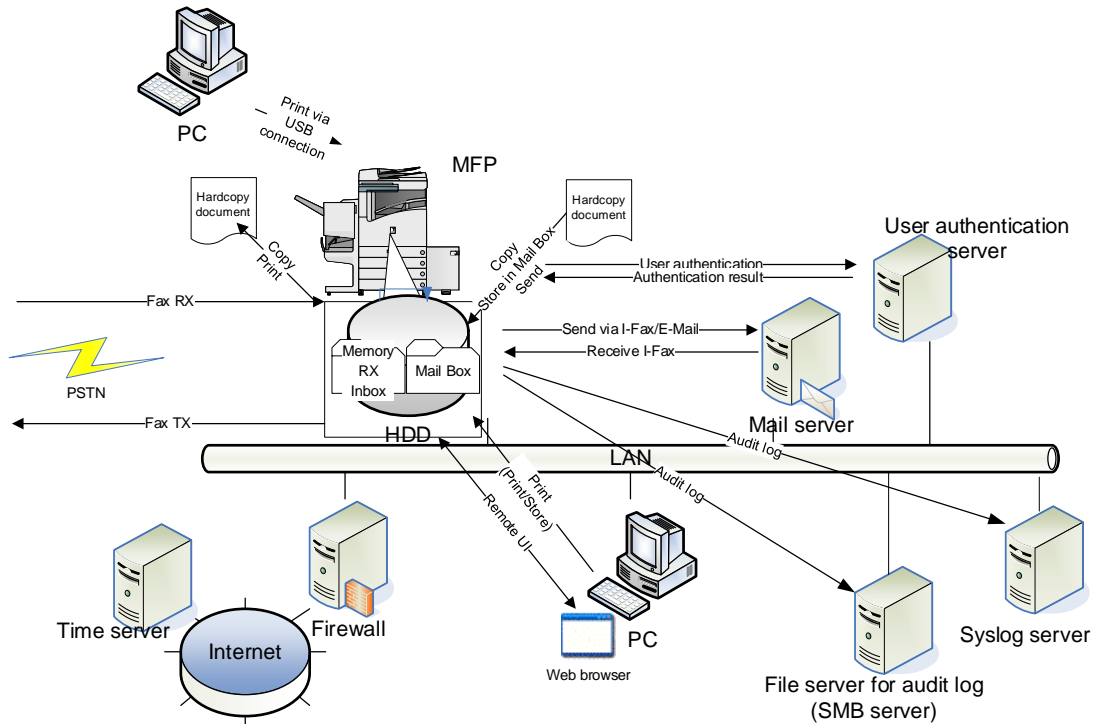 PC
Print via
USB
connection
MFP
Hardcopy
document
Copy
Print
Hardcopy
document
Copy
Store in Mail Box
Send
User authentication
server
User authentication
Authentication result
Fax RX
Send via I-Fax/E-Mail
Receive I-Fax
Memory
RX
Inbox
Mail Box
PSTN
Fax TX
HDD
Mail server
Audit log
LAN
Audit log
Print
(Print/Store)
Remote UI
Time server
Firewall
Internet
PC
Web browser
Syslog server
File server for audit log
(SMB server)